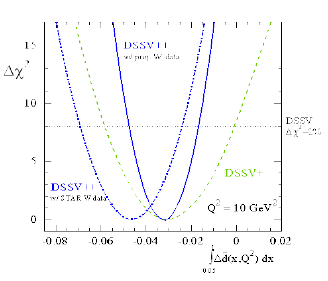 Δχ²
15
10
5
0
DSSV++
w/ proj. W data
DSSV
Δχ²=2%
DSSV+
DSSV++
w/ STAR W data
Q² = 10 GeV²
-0.08 -0.06 -0.04 -0.02 0 0.02
∫Δd̄(x,Q²) dx
0.05